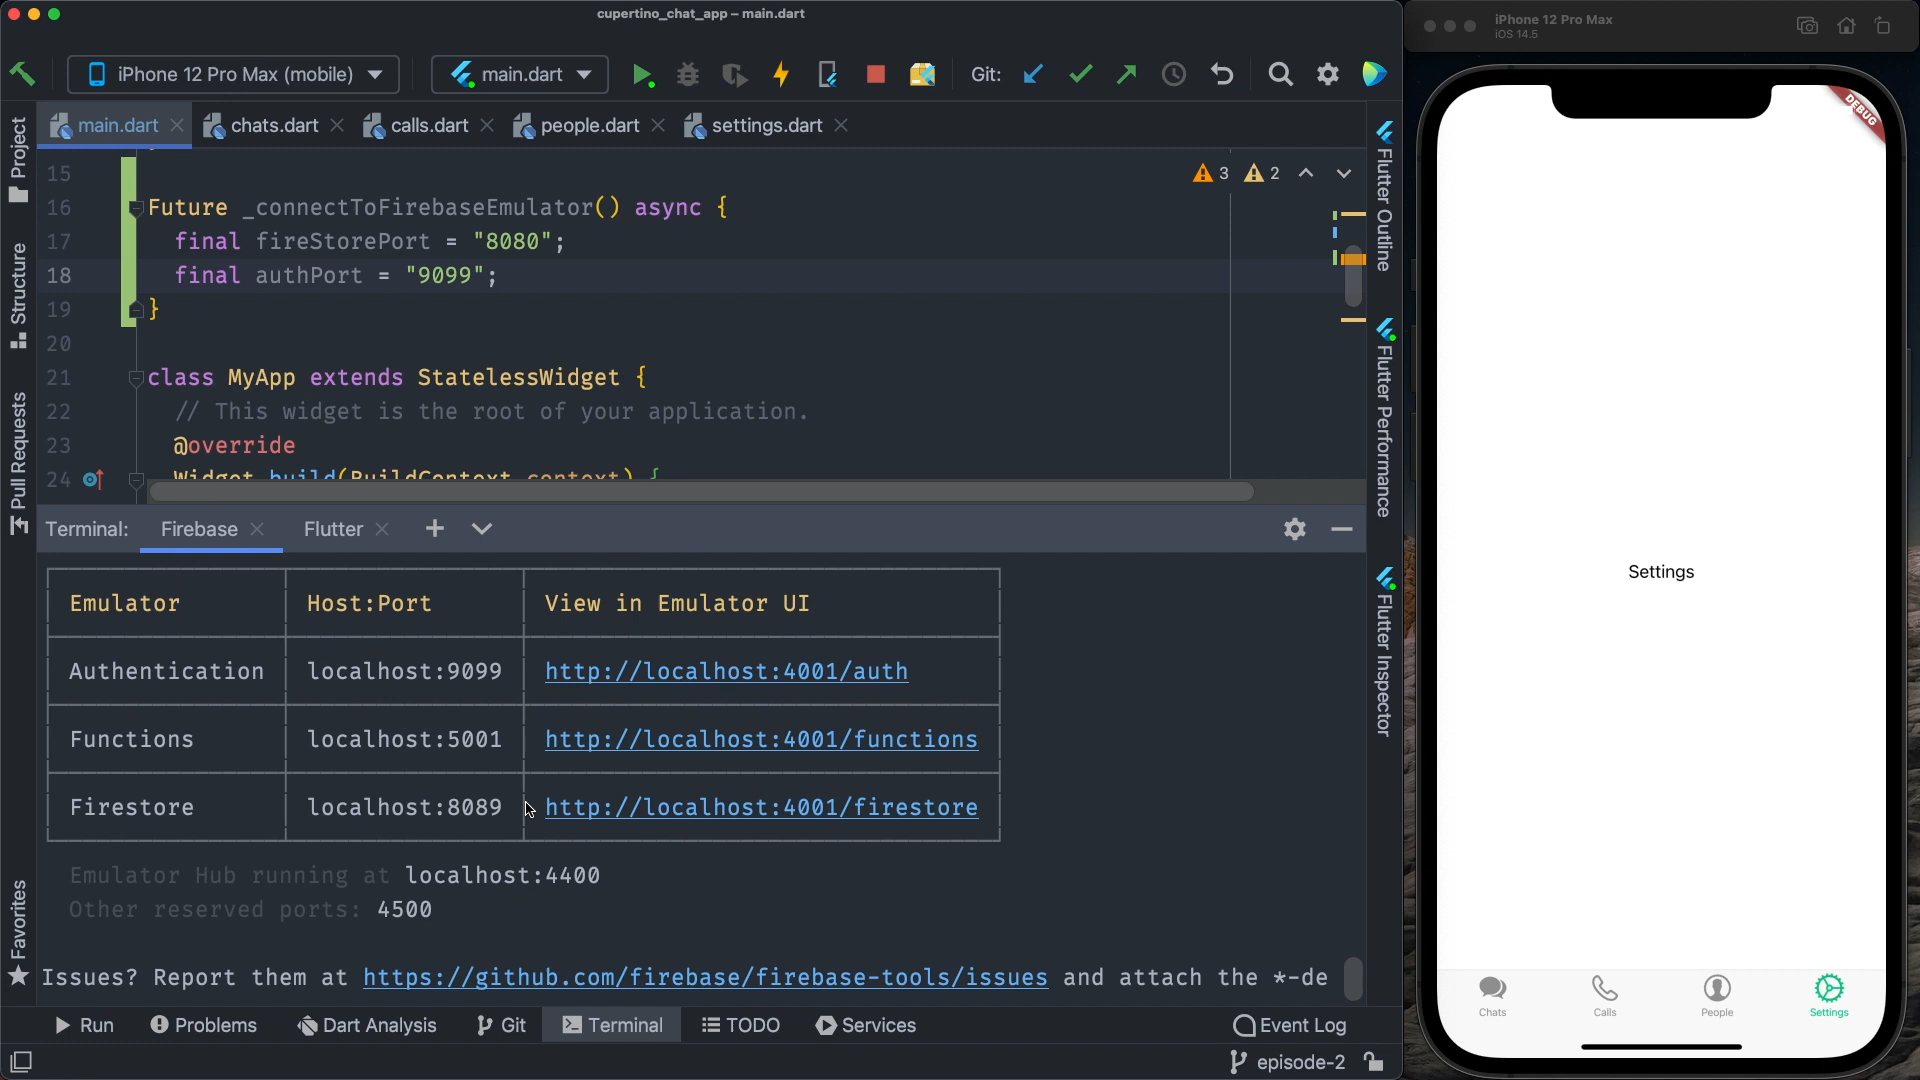 cupertino_chat_app – main.dart
iPhone 12 Pro Max (mobile)
main.dart
Git:
main.dart
chats.dart
calls.dart
people.dart
settings.dart
3
2
15
16 Future _connectToFirebaseEmulator() async {
17 final fireStorePort = "8080";
18 final authPort = "9099";
19 }
20
21 class MyApp extends StatelessWidget {
22 // This widget is the root of your application.
23 @override
24 Widget build(BuildContext context) {
Project
Structure
Pull Requests
Favorites
Flutter Outline
Flutter Performance
Flutter Inspector
Terminal: Firebase Flutter
Emulator Host:Port View in Emulator UI
Authentication localhost:9099 http://localhost:4001/auth
Functions localhost:5001 http://localhost:4001/functions
Firestore localhost:8089 http://localhost:4001/firestore
Emulator Hub running at localhost:4400
Other reserved ports: 4500
Issues? Report them at https://github.com/firebase/firebase-tools/issues and attach the *-de
Run
Problems
Dart Analysis
Git
Terminal
TODO
Services
Event Log
episode-2
iPhone 12 Pro Max
iOS 14.5
DEBUG
Settings
Chats
Calls
People
Settings